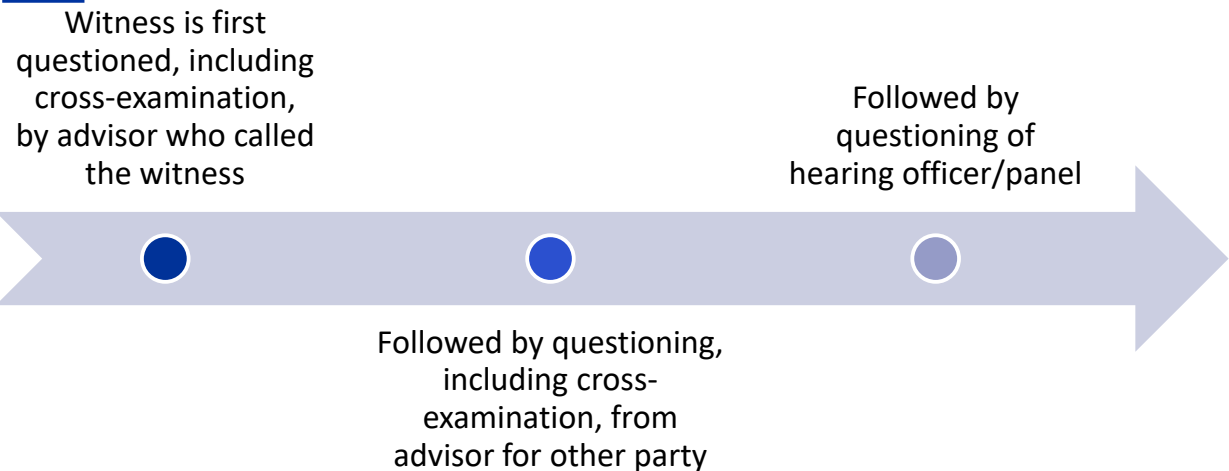 Witness is first
questioned, including
cross-examination,
by advisor who called
the witness
Followed by questioning,
including cross-
examination, from
advisor for other party
Followed by
questioning of
hearing officer/panel